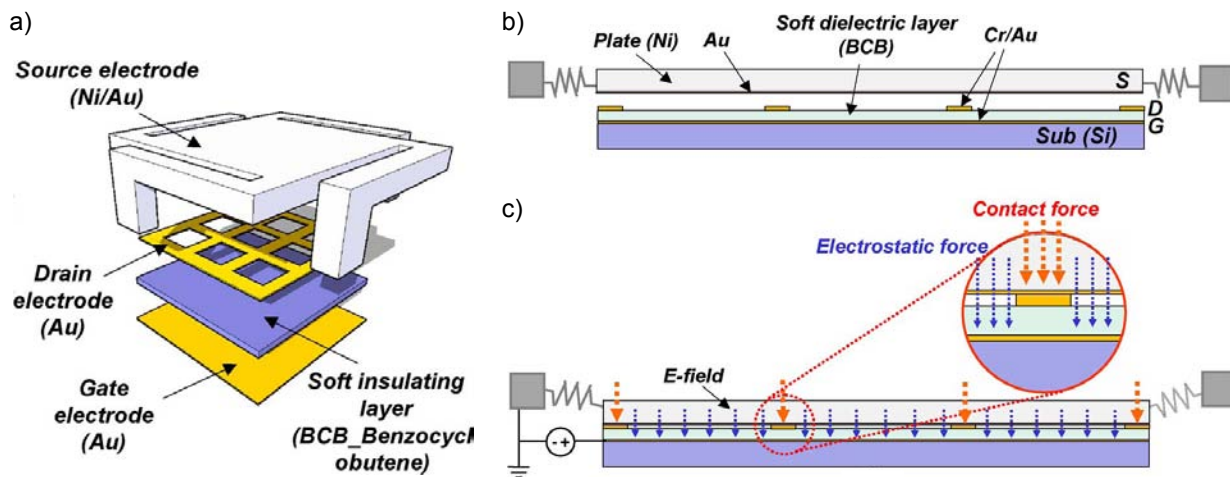 a)
Source electrode
(Ni/Au)
Drain
electrode
(Au)
Gate
electrode
(Au)
Soft insulating
layer
(BCB_Benzocycl
obutene)
b)
Plate (Ni)
Au
Soft dielectric layer
(BCB)
Cr/Au
S
D
G
Sub (Si)
c)
Contact force
Electrostatic force
E-field
- +